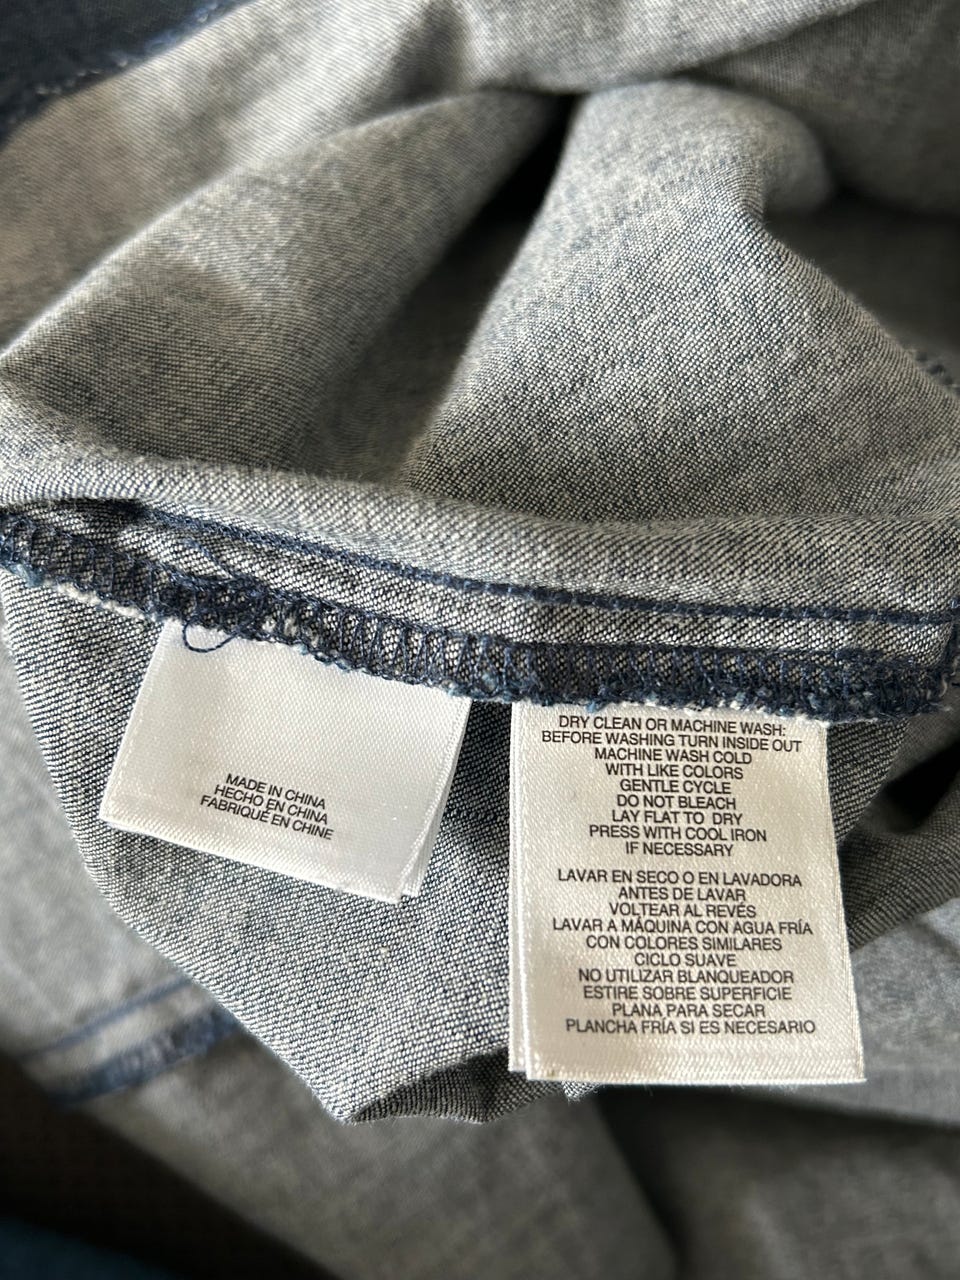 MADE IN CHINA
HECHO EN CHINA
FABRIQUÉ EN CHINE
DRY CLEAN OR MACHINE WASH:
BEFORE WASHING TURN INSIDE OUT
MACHINE WASH COLD
WITH LIKE COLORS
GENTLE CYCLE
DO NOT BLEACH
LAY FLAT TO DRY
PRESS WITH COOL IRON
IF NECESSARY
LAVAR EN SECO O EN LAVADORA
ANTES DE LAVAR
VOLTEAR AL REVÉS
LAVAR A MÁQUINA CON AGUA FRÍA
CON COLORES SIMILARES
CICLO SUAVE
NO UTILIZAR BLANQUEADOR
ESTIRE SOBRE SUPERFICIE
PLANA PARA SECAR
PLANCHA FRÍA SI ES NECESARIO